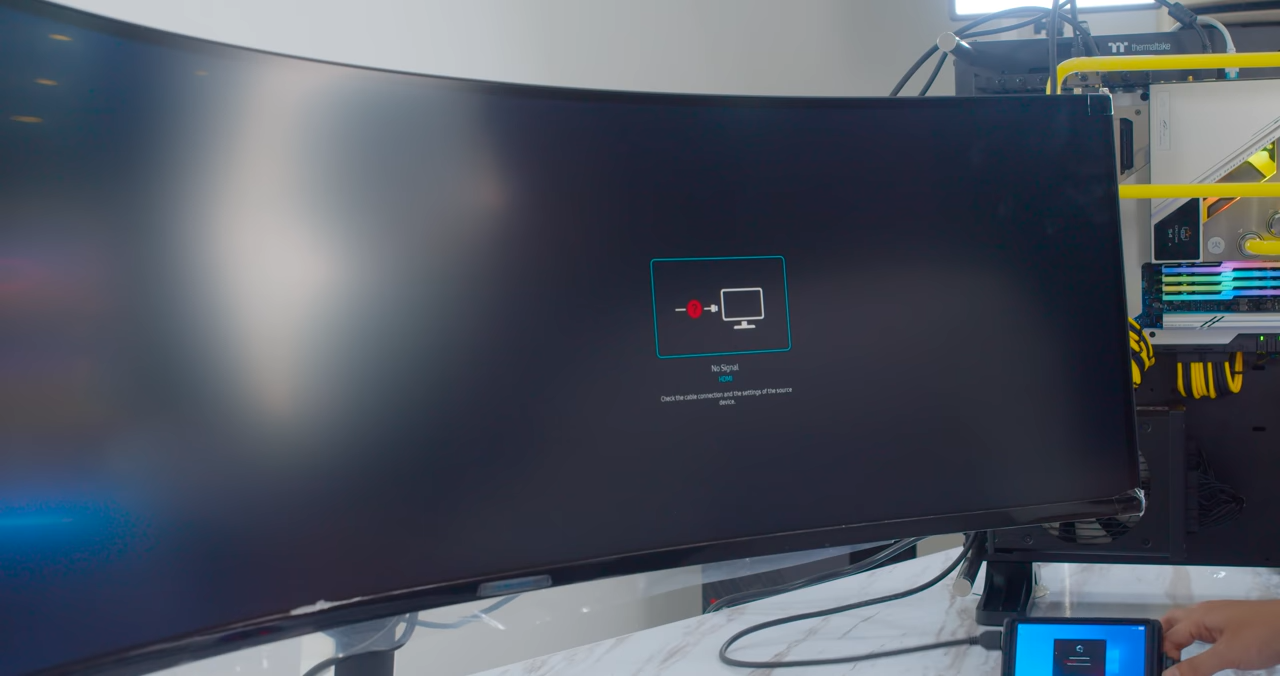 thermaltake
?
No Signal
HDMI
Check the cable connection and the settings of the source
device.